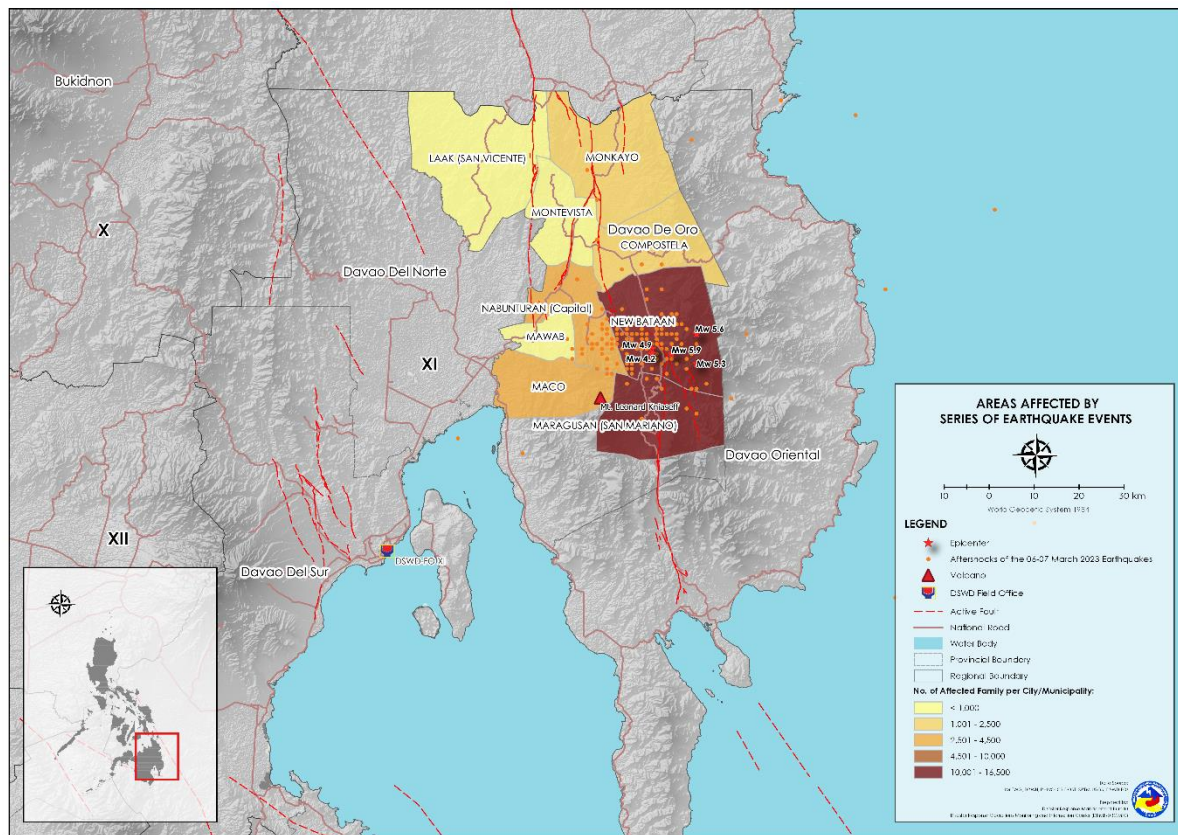 Bukidnon
LAAK (SAN VICENTE)
MONKAYO
MONTEVISTA
X
Davao De Oro
COMPOSTELA
Davao Del Norte
NABUNTURAN (Capital)
NEW BATAAN
Mw 5.6
MAWAB
Mw 4.9
Mw 5.9
Mw 4.2
Mw 5.3
XI
MACO
Mt. Leonard Kniaseff
MARAGUSAN (SAN MARIANO)
Davao Oriental
XII
DSWD-FO XI
Davao Del Sur
AREAS AFFECTED BY
SERIES OF EARTHQUAKE EVENTS
10 0 10 20 30 km
World Geodetic System 1984
LEGEND
Epicenter
Aftershocks of the 06-07 March 2023 Earthquakes
Volcano
DSWD Field Office
Active Fault
National Road
Water Body
Provincial Boundary
Regional Boundary
No. of Affected Family per City/Municipality:
< 1,000
1,001 - 2,500
2,501 - 4,500
4,501 - 10,000
10,001 - 16,500
Data Source:
Prepared by: